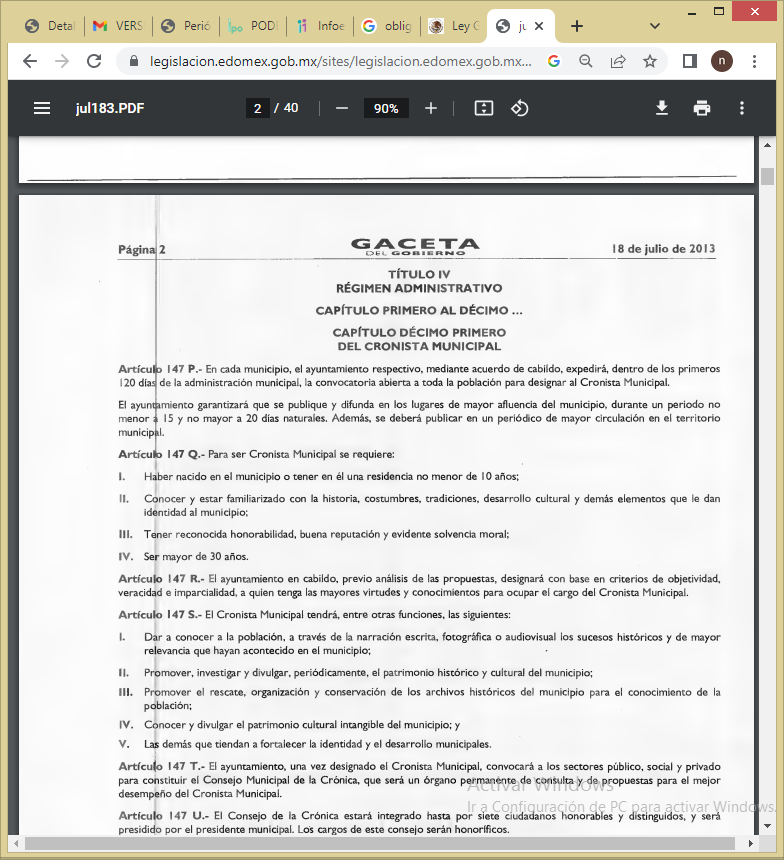 Detal
VERS
Perió
ipo
PODE
Infoe
oblig
Ley G
ju
legislacion.edomex.gob.mx/sites/legislacion.edomex.gob.mx...
n
jul183.PDF
2 / 40
90%
Página 2
GACETA
DEL GOBIERNO
18 de julio de 2013
TÍTULO IV
RÉGIMEN ADMINISTRATIVO
CAPÍTULO PRIMERO AL DÉCIMO ...
CAPÍTULO DÉCIMO PRIMERO
DEL CRONISTA MUNICIPAL
Artículo 147 P.- En cada municipio, el ayuntamiento respectivo, mediante acuerdo de cabildo, expedirá, dentro de los primeros
120 días de la administración municipal, la convocatoria abierta a toda la población para designar al Cronista Municipal.
El ayuntamiento garantizará que se publique y difunda en los lugares de mayor afluencia del municipio, durante un periodo no
menor a 15 y no mayor a 20 días naturales. Además, se deberá publicar en un periódico de mayor circulación en el territorio
municipal.
Artículo 147 Q.- Para ser Cronista Municipal se requiere:
I. Haber nacido en el municipio o tener en él una residencia no menor de 10 años;
II. Conocer y estar familiarizado con la historia, costumbres, tradiciones, desarrollo cultural y demás elementos que le dan
identidad al municipio;
III. Tener reconocida honorabilidad, buena reputación y evidente solvencia moral;
IV. Ser mayor de 30 años.
Artículo 147 R.- El ayuntamiento en cabildo, previo análisis de las propuestas, designará con base en criterios de objetividad,
veracidad e imparcialidad, a quien tenga las mayores virtudes y conocimientos para ocupar el cargo del Cronista Municipal.
Artículo 147 S.- El Cronista Municipal tendrá, entre otras funciones, las siguientes:
I. Dar a conocer a la población, a través de la narración escrita, fotográfica o audiovisual los sucesos históricos y de mayor
relevancia que hayan acontecido en el municipio;
II. Promover, investigar y divulgar, periódicamente, el patrimonio histórico y cultural del municipio;
III. Promover el rescate, organización y conservación de los archivos históricos del municipio para el conocimiento de la
población;
IV. Conocer y divulgar el patrimonio cultural intangible del municipio; y
V. Las demás que tiendan a fortalecer la identidad y el desarrollo municipales.
Artículo 147 T.- El ayuntamiento, una vez designado el Cronista Municipal, convocará a los sectores público, social y privado
para constituir el Consejo Municipal de la Crónica, que será un órgano permanente de consulta y de propuestas para el mejor
desempeño del Cronista Municipal.
Activar Windows
Ir a Configuración de PC para activar Windows.
Artículo 147 U.- El Consejo de la Crónica estará integrado hasta por siete ciudadanos honorables y distinguidos, y será
presidido por el presidente municipal. Los cargos de este consejo serán honoríficos.